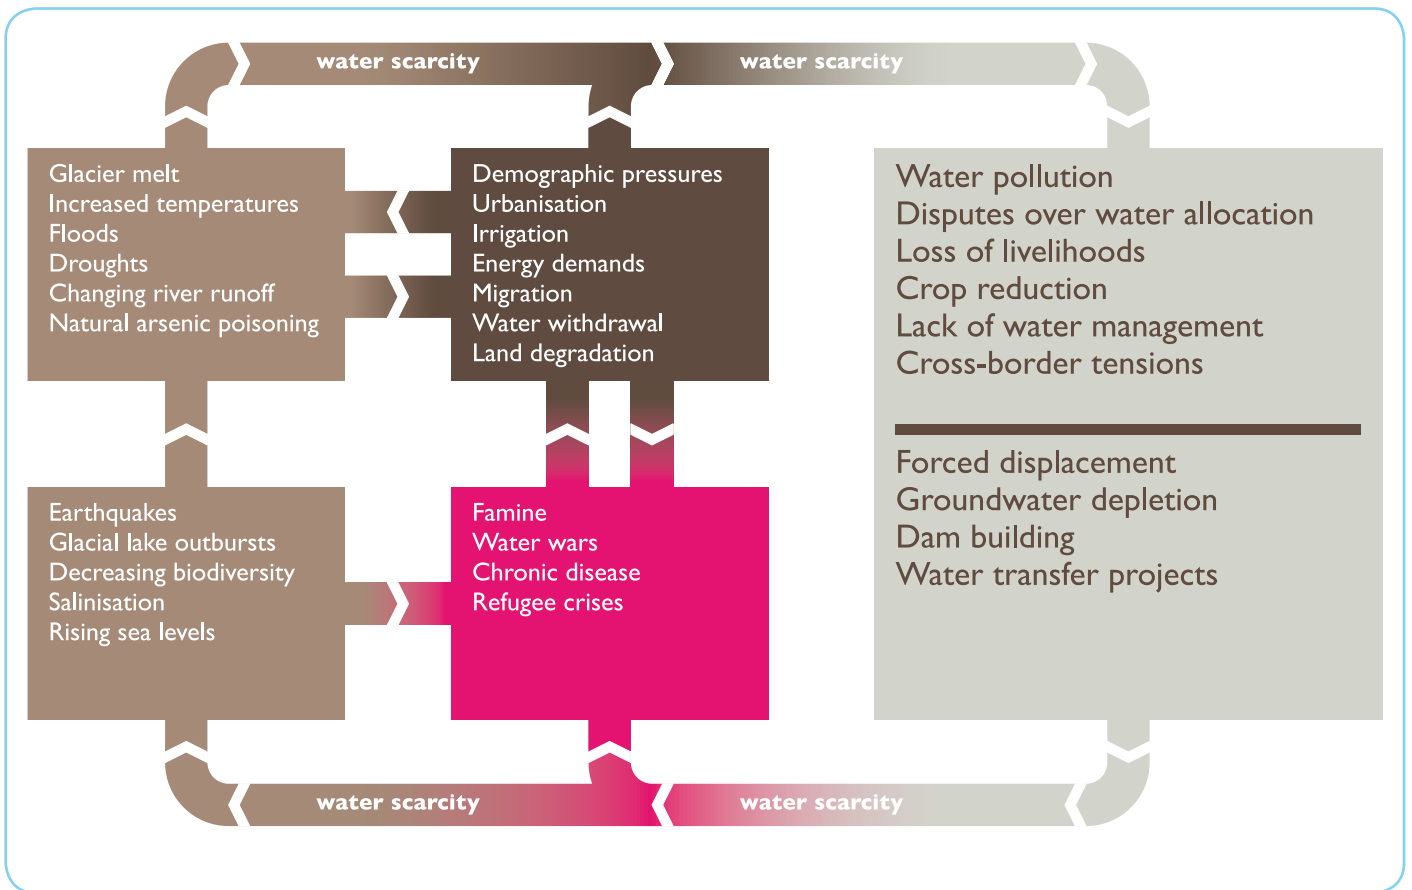 water scarcity
water scarcity
Glacier melt
Increased temperatures
Floods
Droughts
Changing river runoff
Natural arsenic poisoning
Demographic pressures
Urbanisation
Irrigation
Energy demands
Migration
Water withdrawal
Land degradation
Water pollution
Disputes over water allocation
Loss of livelihoods
Crop reduction
Lack of water management
Cross-border tensions
Forced displacement
Groundwater depletion
Dam building
Water transfer projects
Earthquakes
Glacial lake outbursts
Decreasing biodiversity
Salinisation
Rising sea levels
Famine
Water wars
Chronic disease
Refugee crises
water scarcity
water scarcity